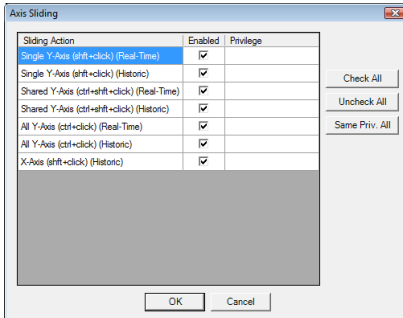 Axis Sliding
Sliding Action Enabled Privilege
Single Y-Axis (shft+click) (Real-Time)
Single Y-Axis (shft+click) (Historic)
Shared Y-Axis (ctrl+shft+click) (Real-Time)
Shared Y-Axis (ctrl+shft+click) (Historic)
All Y-Axis (ctrl+click) (Real-Time)
All Y-Axis (ctrl+click) (Historic)
X-Axis (shft+click) (Historic)
Check All
Uncheck All
Same Priv. All
OK Cancel